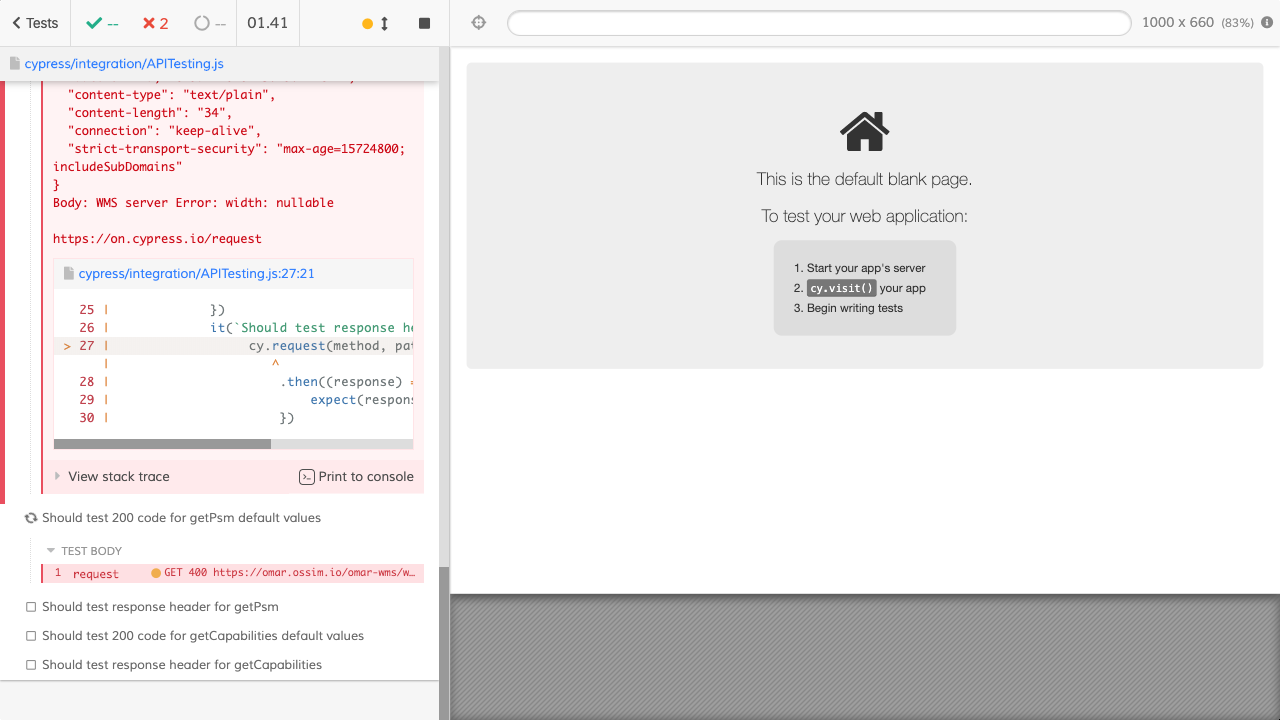 Tests
--
2
--
01.41
1000 x 660 (83%)
cypress/integration/APITesting.js
"content-type": "text/plain",
"content-length": "34",
"connection": "keep-alive",
"strict-transport-security": "max-age=15724800;
includeSubDomains"
}
Body: WMS server Error: width: nullable
https://on.cypress.io/request
cypress/integration/APITesting.js:27:21
25 | })
26 | it(`Should test response he
> 27 | cy.request(method, pat
| ^
28 | .then((response) =
29 | expect(respons
30 | })
View stack trace
Print to console
Should test 200 code for getPsm default values
TEST BODY
1 request GET 400 https://omar.ossim.io/omar-wms/w…
Should test response header for getPsm
Should test 200 code for getCapabilities default values
Should test response header for getCapabilities
This is the default blank page.
To test your web application:
1. Start your app's server
2. cy.visit() your app
3. Begin writing tests